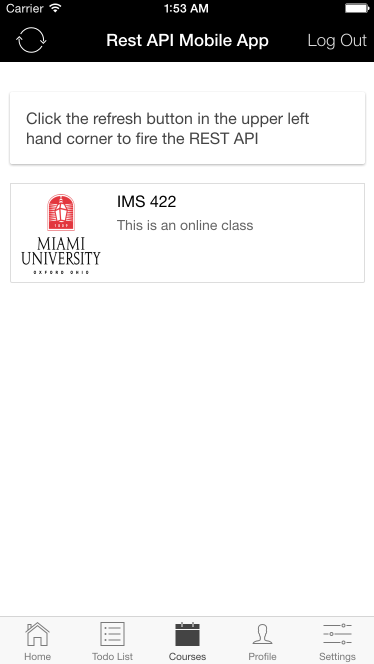 Carrier 1:53 AM
Rest API Mobile App Log Out
Click the refresh button in the upper left
hand corner to fire the REST API
IMS 422
This is an online class
1809
MIAMI
UNIVERSITY
OXFORD OHIO
Home Todo List Courses Profile Settings